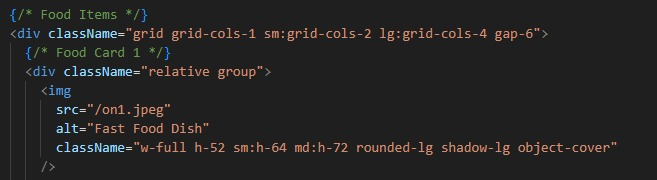 {/* Food Items */}
<div className="grid grid-cols-1 sm:grid-cols-2 lg:grid-cols-4 gap-6">
{/* Food Card 1 */}
<div className="relative group">
<img
src="/on1.jpeg"
alt="Fast Food Dish"
className="w-full h-52 sm:h-64 md:h-72 rounded-lg shadow-lg object-cover"
/>